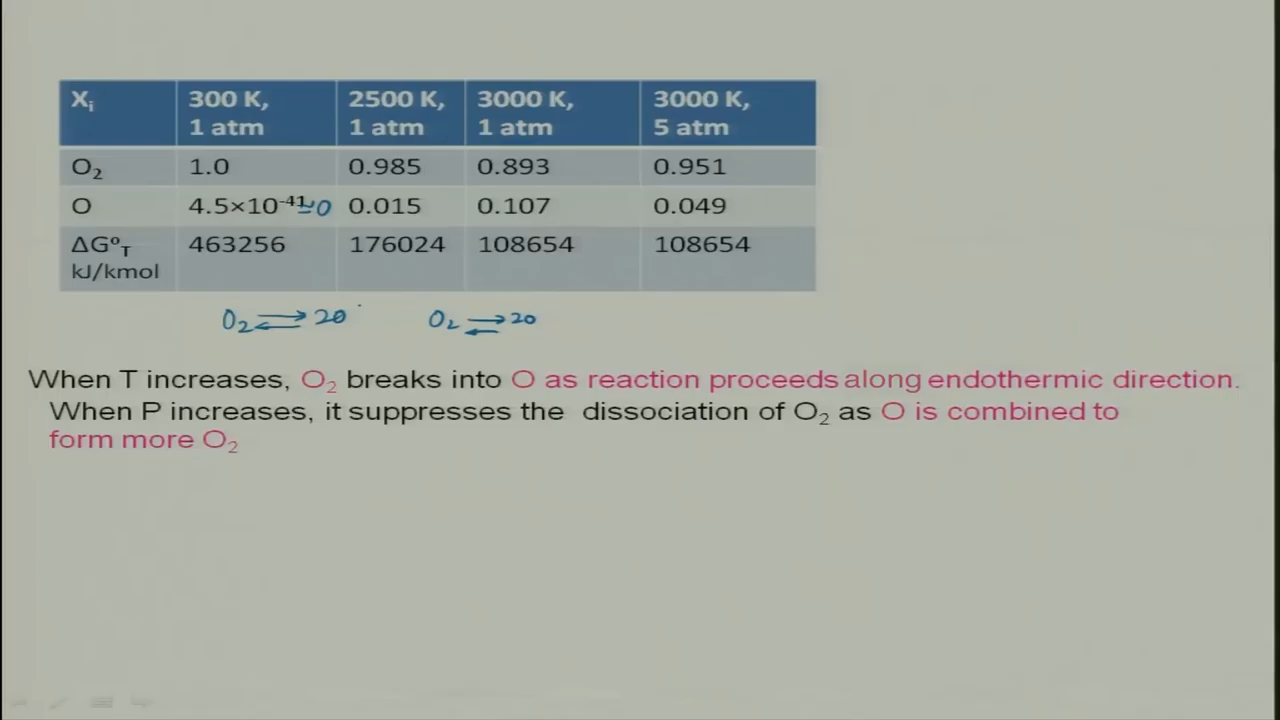 Xᵢ 300 K, 1 atm 2500 K, 1 atm 3000 K, 1 atm 3000 K, 5 atm
O₂ 1.0 0.985 0.893 0.951
O 4.5×10⁻⁴¹≃0 0.015 0.107 0.049
ΔG°T kJ/kmol 463256 176024 108654 108654
O₂ ⇄ 2O O₂ ⇄ 2O
When T increases, O₂ breaks into O as reaction proceeds along endothermic direction.
When P increases, it suppresses the dissociation of O₂ as O is combined to
form more O₂